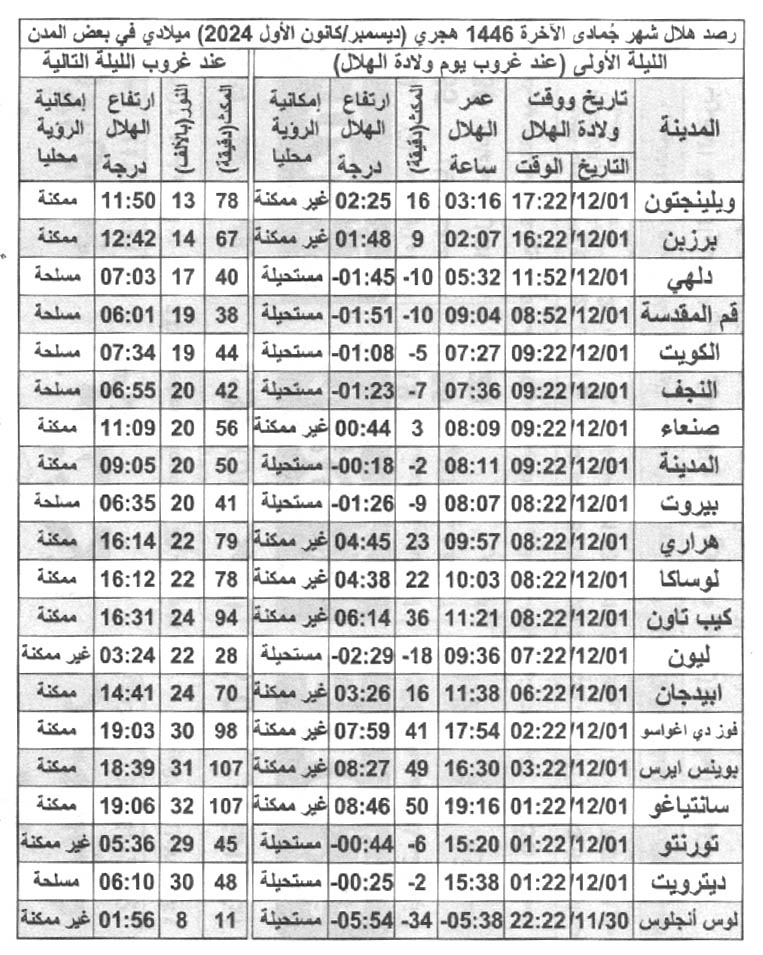 رصد هلال شهر جُمادى الآخرة 1446 هجري (ديسمبر/كانون الأول 2024) ميلادي في بعض المدن
الليلة الأولى (عند غروب يوم ولادة الهلال) عند غروب الليلة التالية
المدينة تاريخ ووقت ولادة الهلال عمر الهلال ساعة المكث(دقيقة) ارتفاع الهلال درجة إمكانية الرؤية محليا المكث(دقيقة) النور(بالألف) ارتفاع الهلال درجة إمكانية الرؤية محليا
التاريخ الوقت
ويلينجتون 12/01/ 17:22 03:16 16 02:25 غير ممكنة 78 13 11:50 ممكنة
برزبن 12/01/ 16:22 02:07 9 01:48 غير ممكنة 67 14 12:42 ممكنة
دلهي 12/01/ 11:52 05:32 -10 -01:45 مستحيلة 40 17 07:03 مسلحة
قم المقدسة 12/01/ 08:52 09:04 -10 -01:51 مستحيلة 38 19 06:01 مسلحة
الكويت 12/01/ 09:22 07:27 -5 -01:08 مستحيلة 44 19 07:34 مسلحة
النجف 12/01/ 09:22 07:36 -7 -01:23 مستحيلة 42 20 06:55 مسلحة
صنعاء 12/01/ 09:22 08:09 3 00:44 غير ممكنة 56 20 11:09 ممكنة
المدينة 12/01/ 09:22 08:11 -2 -00:18 مستحيلة 50 20 09:05 ممكنة
بيروت 12/01/ 08:22 08:07 -9 -01:26 مستحيلة 41 20 06:35 مسلحة
هراري 12/01/ 08:22 09:57 23 04:45 غير ممكنة 79 22 16:14 ممكنة
لوساكا 12/01/ 08:22 10:03 22 04:38 غير ممكنة 78 22 16:12 ممكنة
كيب تاون 12/01/ 08:22 11:21 36 06:14 غير ممكنة 94 24 16:31 ممكنة
ليون 12/01/ 07:22 09:36 -18 -02:29 مستحيلة 28 22 03:24 غير ممكنة
ابيدجان 12/01/ 06:22 11:38 16 03:26 غير ممكنة 70 24 14:41 ممكنة
فوز دي اغواسو 12/01/ 02:22 17:54 41 07:59 غير ممكنة 98 30 19:03 ممكنة
بوينس ايرس 12/01/ 03:22 16:30 49 08:27 غير ممكنة 107 31 18:39 ممكنة
سانتياغو 12/01/ 01:22 19:16 50 08:46 غير ممكنة 107 32 19:06 ممكنة
تورنتو 12/01/ 01:22 15:20 -6 -00:44 مستحيلة 45 29 05:36 غير ممكنة
ديترويت 12/01/ 01:22 15:38 -2 -00:25 مستحيلة 48 30 06:10 مسلحة
لوس أنجلوس 11/30/ 22:22 -05:38 -34 -05:54 مستحيلة 11 8 01:56 غير ممكنة